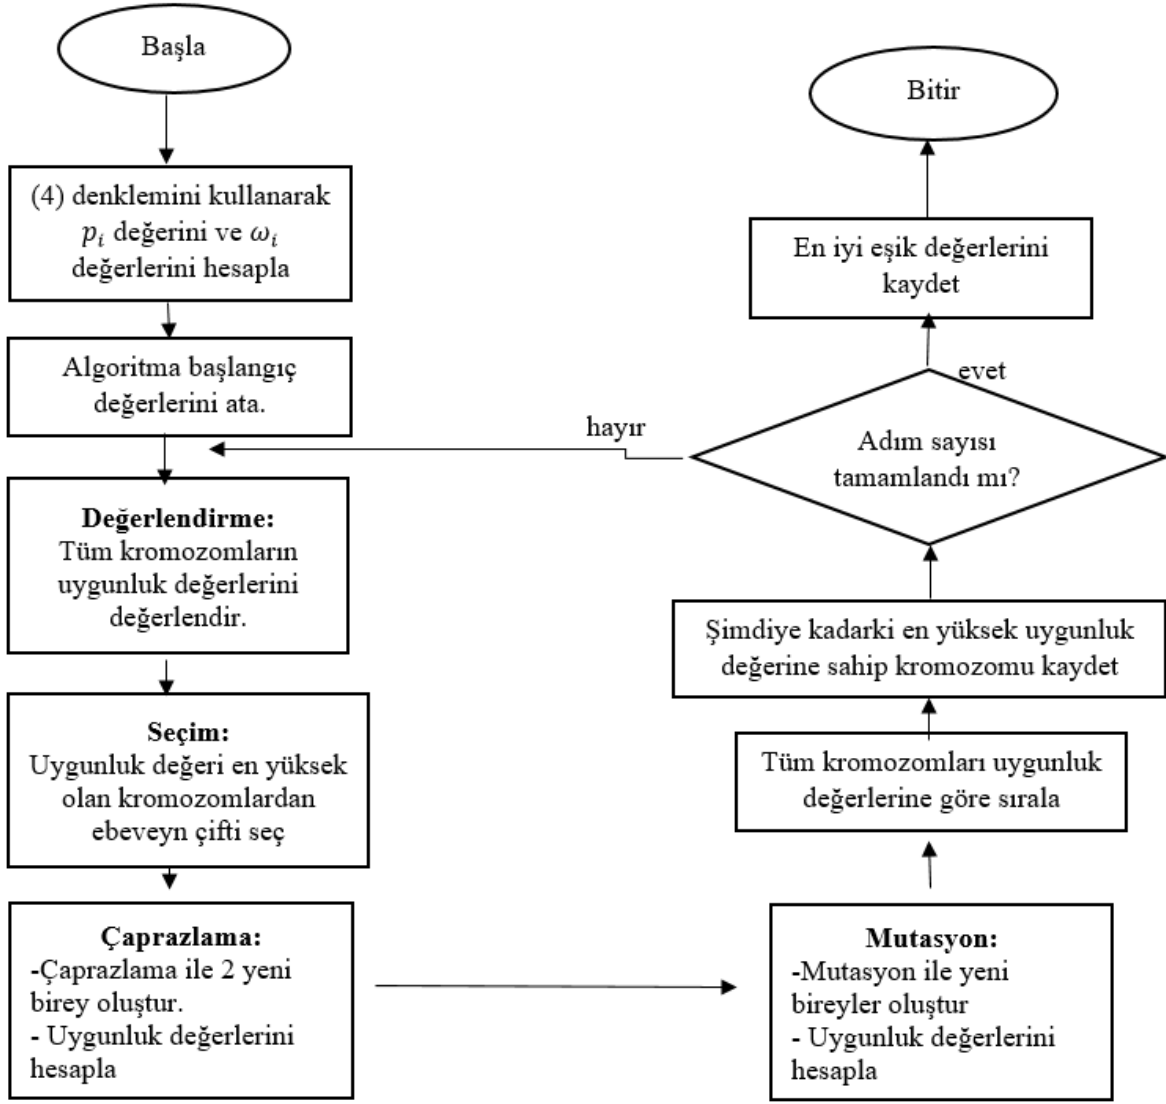 Başla
(4) denklemini kullanarak
𝑝ᵢ değerini ve 𝜔ᵢ
değerlerini hesapla
Algoritma başlangıç
değerlerini ata.
Değerlendirme:
Tüm kromozomların
uygunluk değerlerini
değerlendir.
Seçim:
Uygunluk değeri en yüksek
olan kromozomlardan
ebeveyn çifti seç
Çaprazlama:
-Çaprazlama ile 2 yeni
birey oluştur.
- Uygunluk değerlerini
hesapla
Mutasyon:
-Mutasyon ile yeni
bireyler oluştur
- Uygunluk değerlerini
hesapla
Tüm kromozomları uygunluk
değerlerine göre sırala
Şimdiye kadarki en yüksek uygunluk
değerine sahip kromozomu kaydet
Adım sayısı
tamamlandı mı?
hayır
evet
En iyi eşik değerlerini
kaydet
Bitir